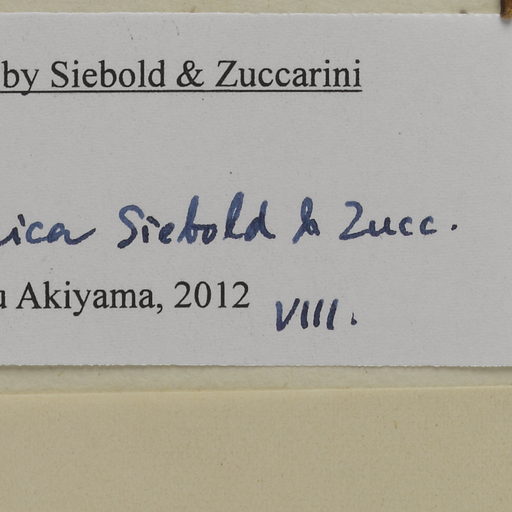 by Siebold & Zuccarini
ica Siebold & Zucc.
u Akiyama, 2012 VIII.